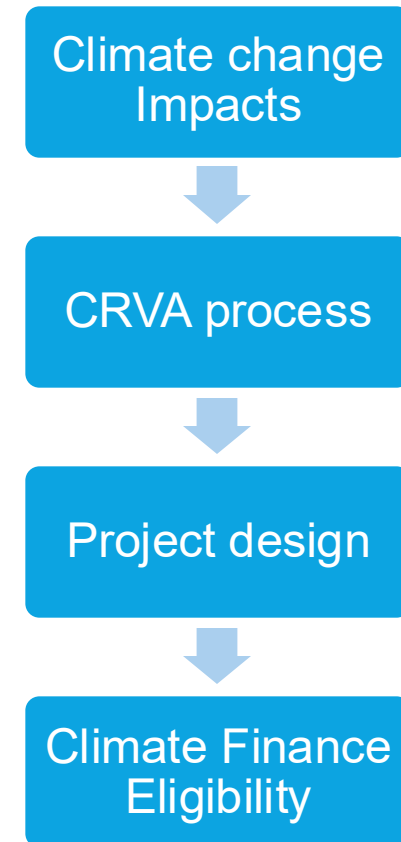 Climate change
Impacts
CRVA process
Project design
Climate Finance
Eligibility